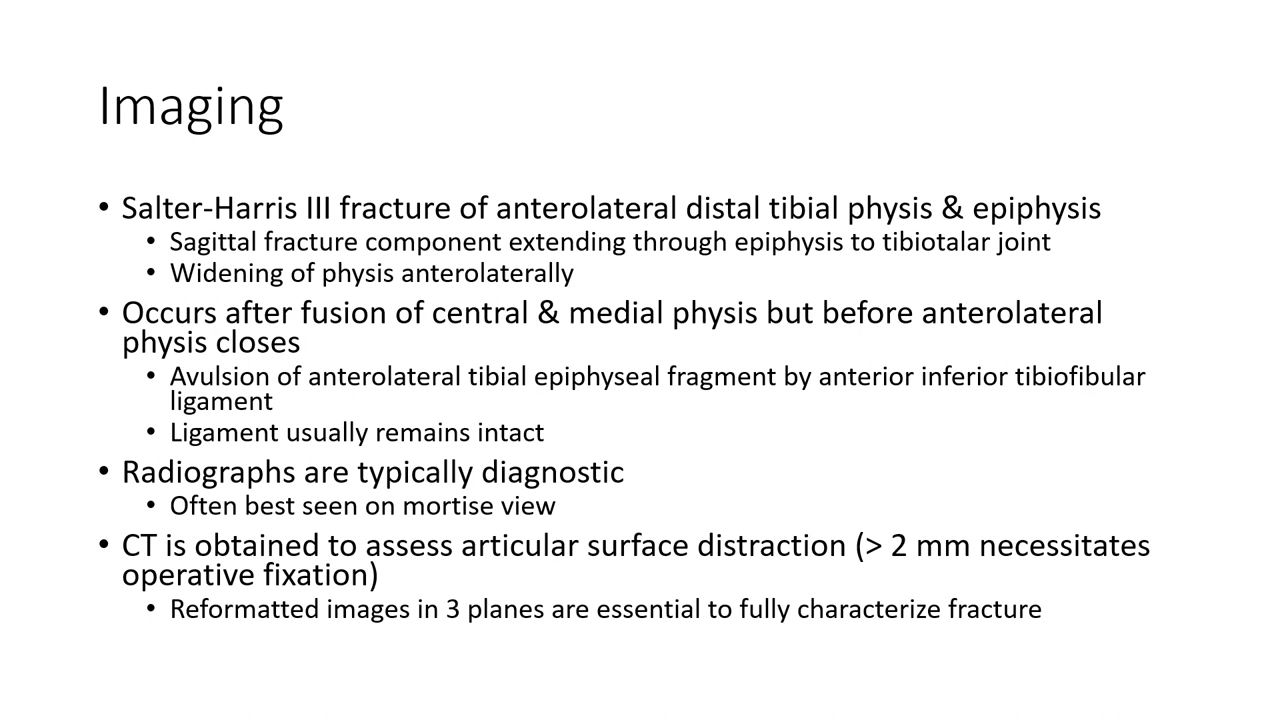 Imaging
• Salter-Harris III fracture of anterolateral distal tibial physis & epiphysis
• Sagittal fracture component extending through epiphysis to tibiotalar joint
• Widening of physis anterolaterally
• Occurs after fusion of central & medial physis but before anterolateral
physis closes
• Avulsion of anterolateral tibial epiphyseal fragment by anterior inferior tibiofibular
ligament
• Ligament usually remains intact
• Radiographs are typically diagnostic
• Often best seen on mortise view
• CT is obtained to assess articular surface distraction (> 2 mm necessitates
operative fixation)
• Reformatted images in 3 planes are essential to fully characterize fracture